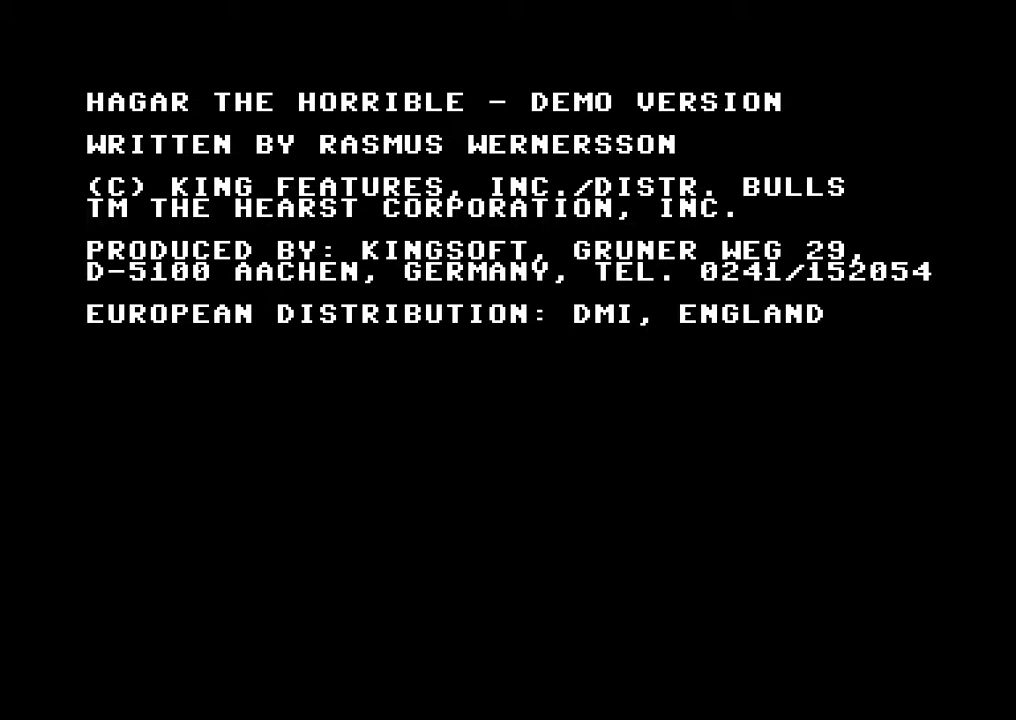 HAGAR THE HORRIBLE - DEMO VERSION
WRITTEN BY RASMUS WERNERSSON
(C) KING FEATURES, INC./DISTR. BULLS
TM THE HEARST CORPORATION, INC.
PRODUCED BY: KINGSOFT, GRUNER WEG 29,
D-5100 AACHEN, GERMANY, TEL. 0241/152054
EUROPEAN DISTRIBUTION: DMI, ENGLAND